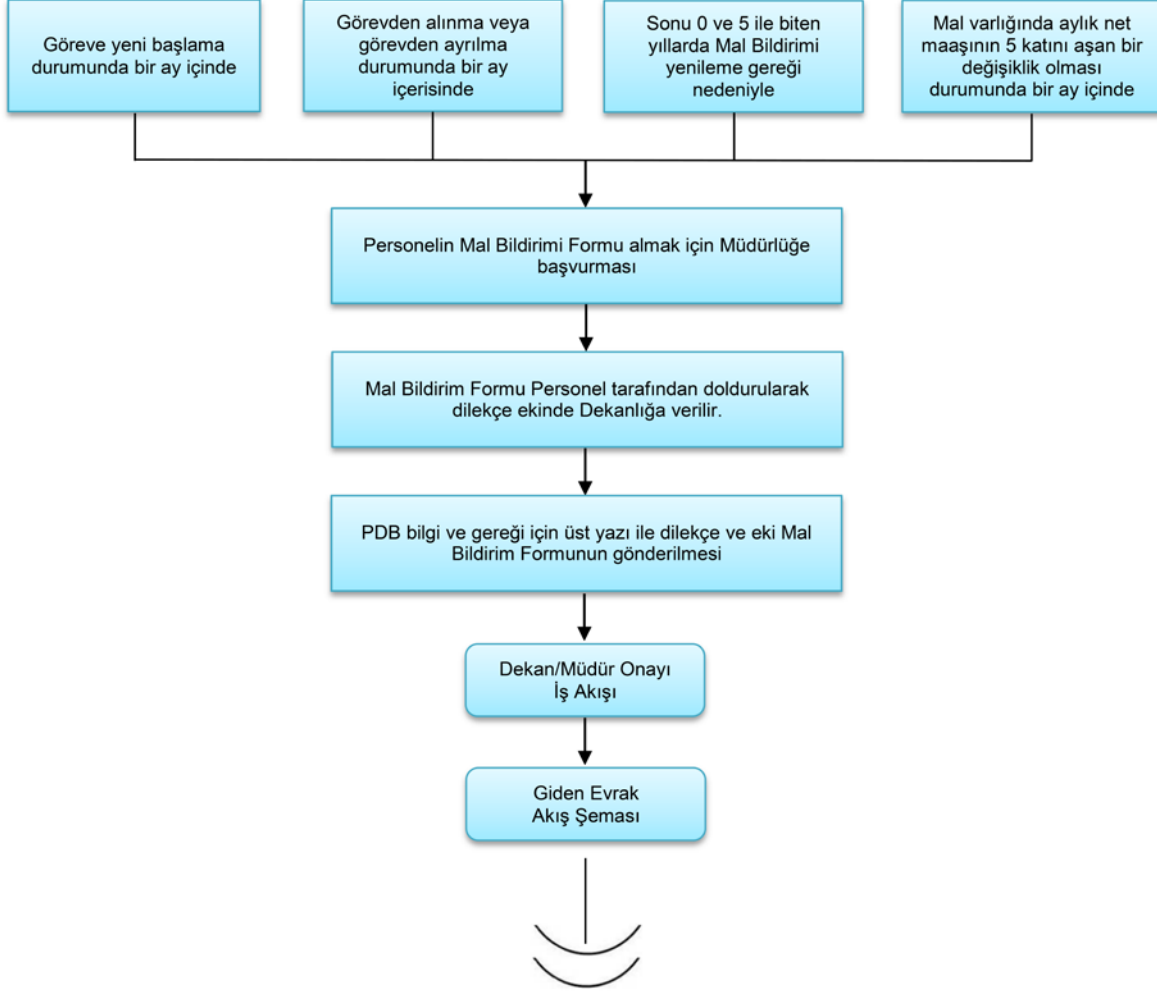 Göreve yeni başlama
durumunda bir ay içinde
Görevden alınma veya
görevden ayrılma
durumunda bir ay
içerisinde
Sonu 0 ve 5 ile biten
yıllarda Mal Bildirimi
yenileme gereği
nedeniyle
Mal varlığında aylık net
maaşının 5 katını aşan bir
değişiklik olması
durumunda bir ay içinde
Personelin Mal Bildirimi Formu almak için Müdürlüğe
başvurması
Mal Bildirim Formu Personel tarafından doldurularak
dilekçe ekinde Dekanlığa verilir.
PDB bilgi ve gereği için üst yazı ile dilekçe ve eki Mal
Bildirim Formunun gönderilmesi
Dekan/Müdür Onayı
İş Akışı
Giden Evrak
Akış Şeması